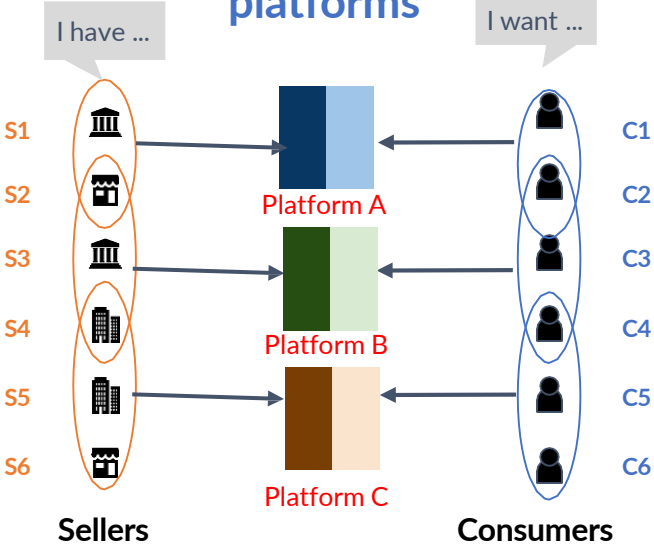 platforms
I have ...
I want ...
S1
C1
S2
C2
Platform A
S3
C3
S4
C4
Platform B
S5
C5
S6
C6
Platform C
Sellers
Consumers